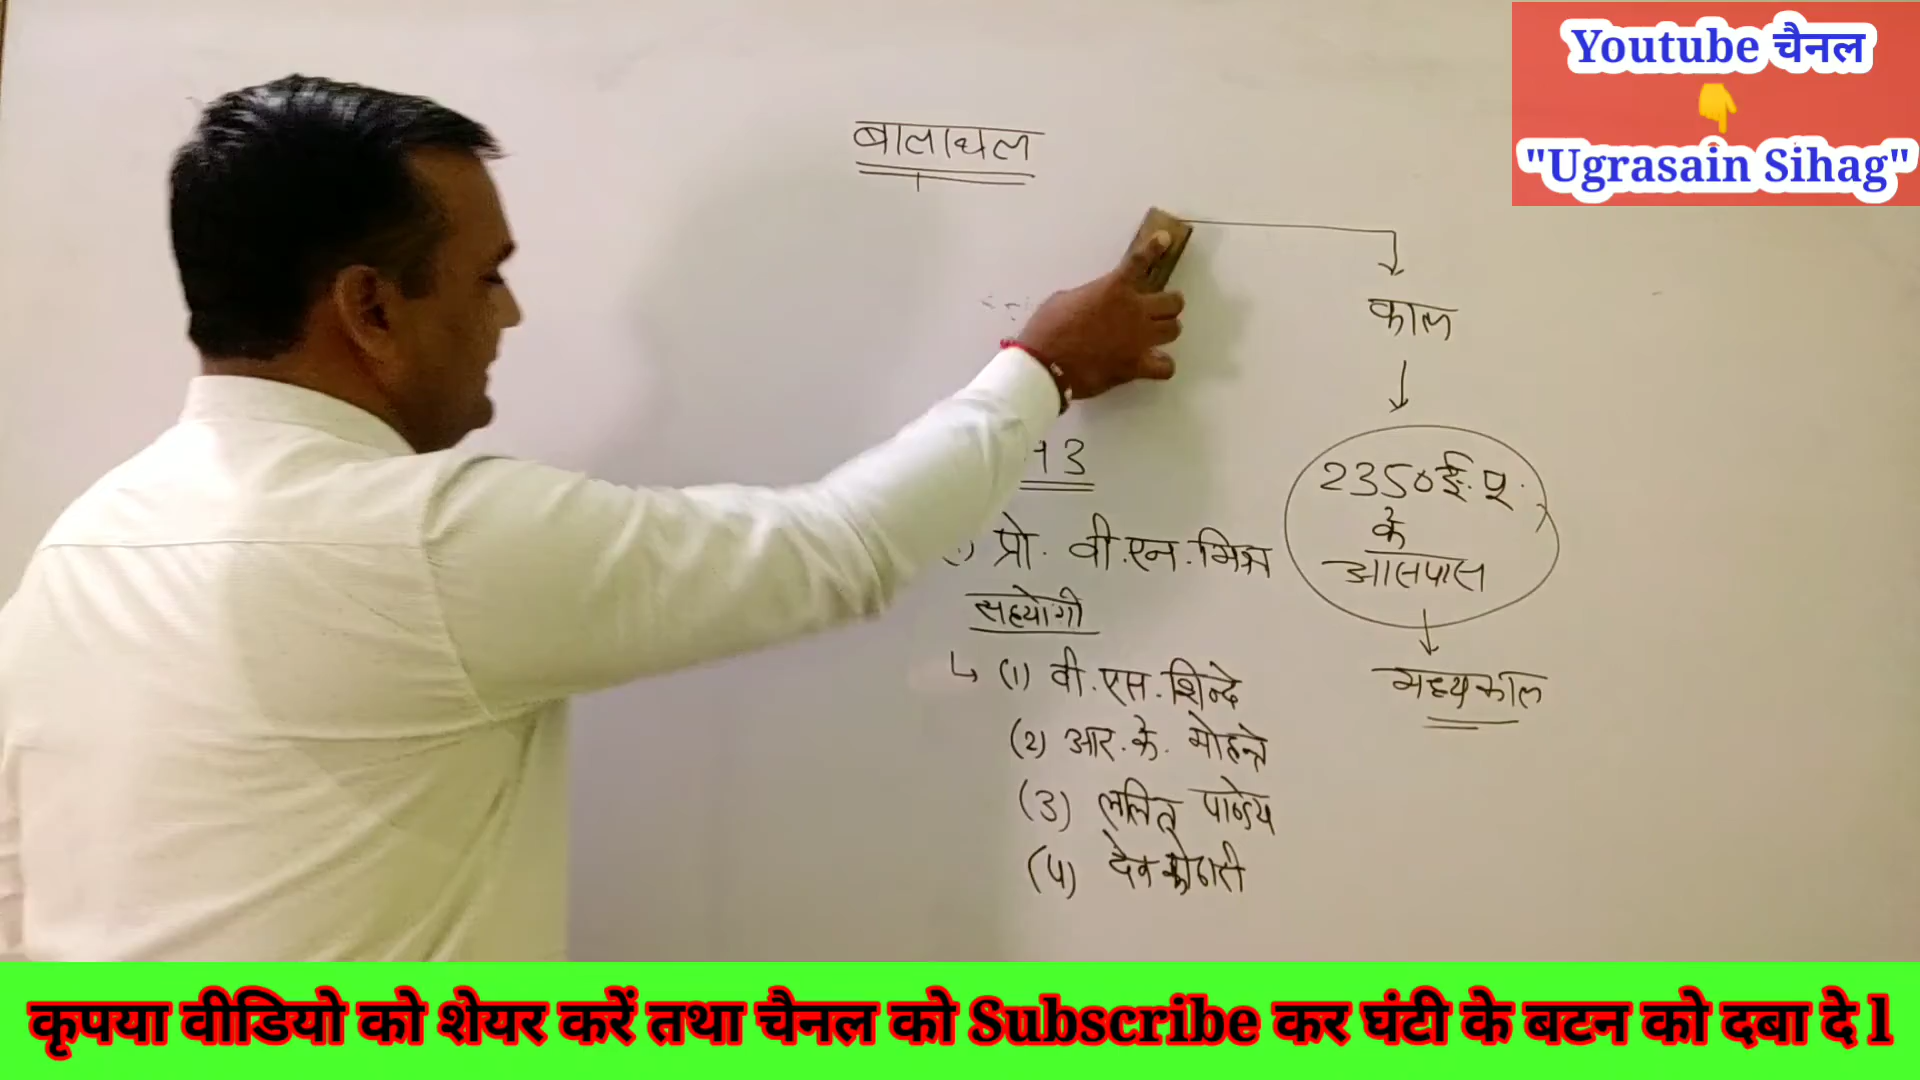 Youtube चैनल
"Ugrasain Sihag"
बालाथल
काल
2350 ई.पू.
के
आसपास
मध्यकाल
93
प्रो. वी.एन. मिश्र
सहयोगी
(1) वी.एस. शिन्दे
(2) आर.के. मोहन्ते
(3) ललित पाण्डेय
(4) देव कोठारी
कृपया वीडियो को शेयर करें तथा चैनल को Subscribe कर घंटी के बटन को दबा दे l